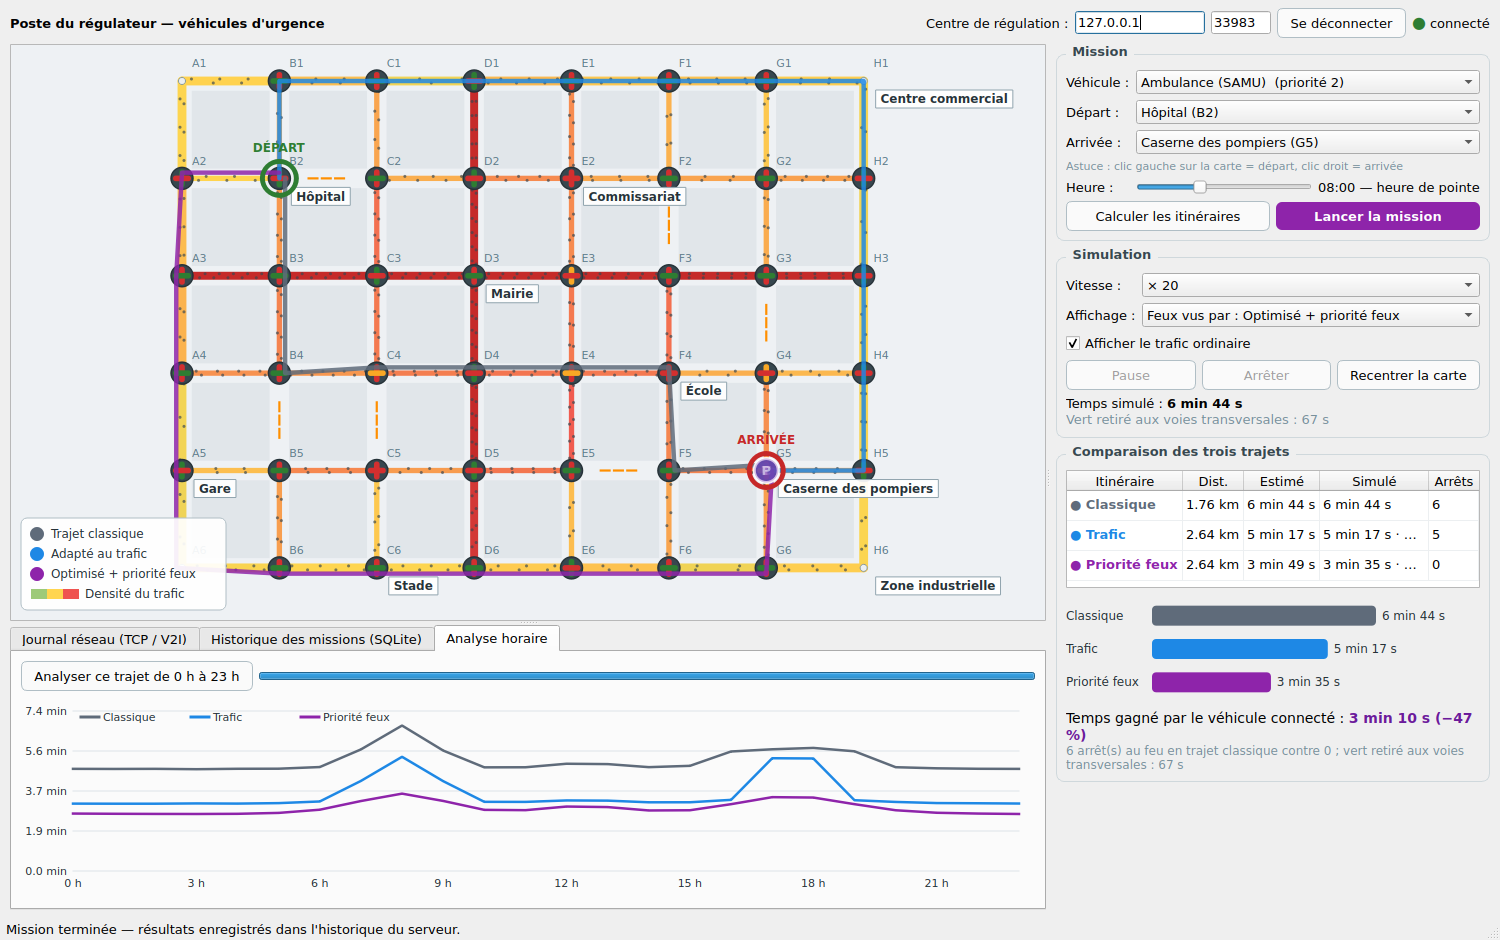 Poste du régulateur — véhicules d'urgence
Centre de régulation : 127.0.0.1 33983 Se déconnecter connecté
A1 B1 C1 D1 E1 F1 G1 H1
Centre commercial
DÉPART
A2 B2 C2 D2 E2 F2 G2 H2
Hôpital Commissariat
A3 B3 C3 D3 E3 F3 G3 H3
Mairie
A4 B4 C4 D4 E4 F4 G4 H4
École
ARRIVÉE
A5 B5 C5 D5 E5 F5 G5 H5
Gare Caserne des pompiers
A6 B6 C6 D6 E6 F6 G6 H6
Stade Zone industrielle
Trajet classique
Adapté au trafic
Optimisé + priorité feux
Densité du trafic
Mission
Véhicule : Ambulance (SAMU) (priorité 2)
Départ : Hôpital (B2)
Arrivée : Caserne des pompiers (G5)
Astuce : clic gauche sur la carte = départ, clic droit = arrivée
Heure : 08:00 — heure de pointe
Calculer les itinéraires Lancer la mission
Simulation
Vitesse : × 20
Affichage : Feux vus par : Optimisé + priorité feux
Afficher le trafic ordinaire
Pause Arrêter Recentrer la carte
Temps simulé : 6 min 44 s
Vert retiré aux voies transversales : 67 s
Comparaison des trois trajets
Itinéraire Dist. Estimé Simulé Arrêts
Classique 1.76 km 6 min 44 s 6 min 44 s 6
Trafic 2.64 km 5 min 17 s 5 min 17 s · ... 5
Priorité feux 2.64 km 3 min 49 s 3 min 35 s · ... 0
Classique 6 min 44 s
Trafic 5 min 17 s
Priorité feux 3 min 35 s
Temps gagné par le véhicule connecté : 3 min 10 s (−47
%)
6 arrêt(s) au feu en trajet classique contre 0 ; vert retiré aux voies
transversales : 67 s
Journal réseau (TCP / V2I) Historique des missions (SQLite) Analyse horaire
Analyser ce trajet de 0 h à 23 h
Classique Trafic Priorité feux
7.4 min
5.6 min
3.7 min
1.9 min
0.0 min
0 h 3 h 6 h 9 h 12 h 15 h 18 h 21 h
Mission terminée — résultats enregistrés dans l'historique du serveur.